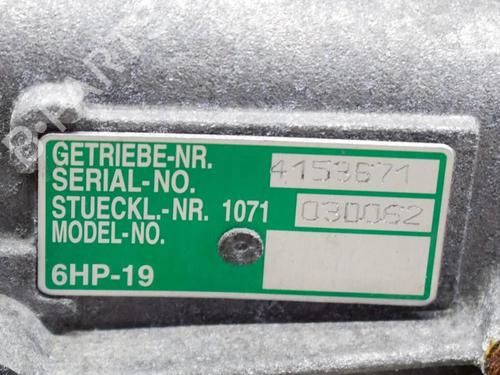 GETRIEBE-NR.
SERIAL-NO. 4153671
STUECKL.-NR. 1071 030062
MODEL-NO.
6HP-19